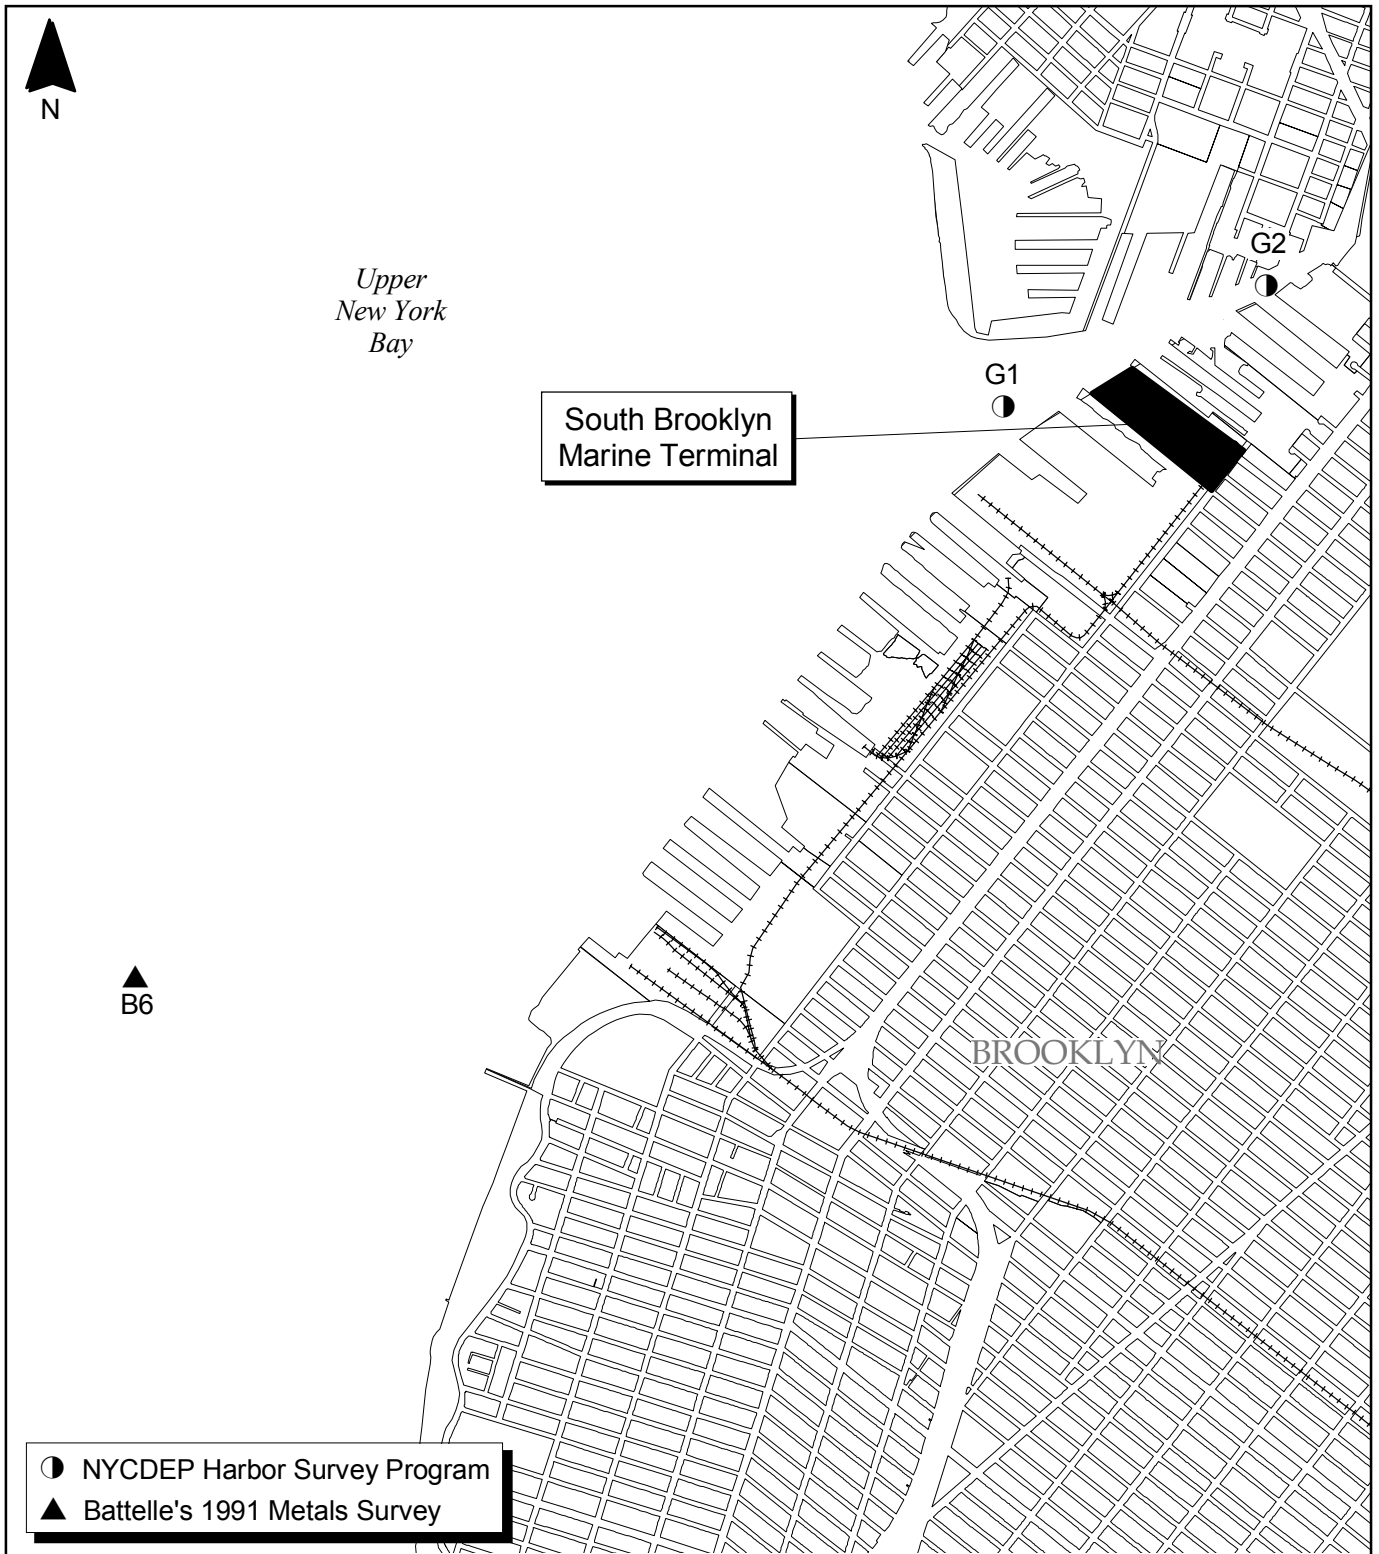 N
G2
Upper
New York
Bay
G1
South Brooklyn
Marine Terminal
B6
BROOKLYN
NYCDEP Harbor Survey Program
Battelle's 1991 Metals Survey